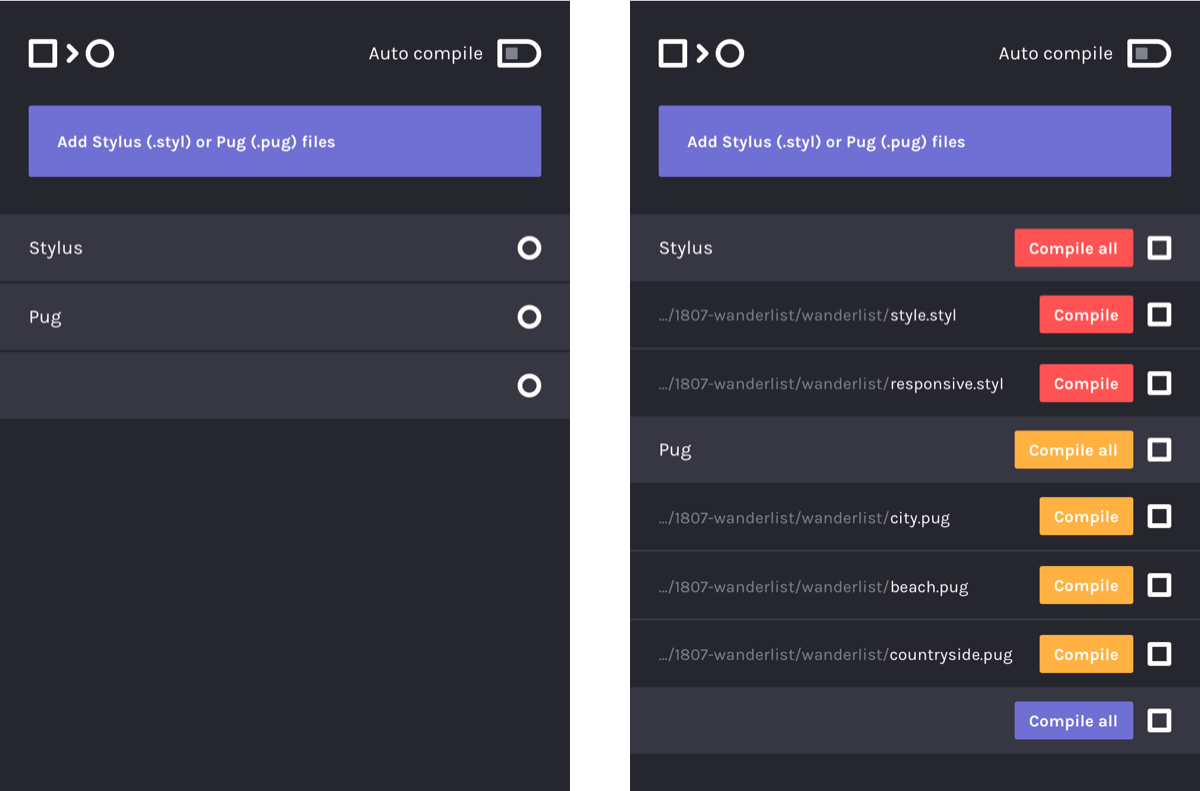 Auto compile
Add Stylus (.styl) or Pug (.pug) files
Stylus
Pug
Auto compile
Add Stylus (.styl) or Pug (.pug) files
Stylus Compile all
.../1807-wanderlist/wanderlist/style.styl Compile
.../1807-wanderlist/wanderlist/responsive.styl Compile
Pug Compile all
.../1807-wanderlist/wanderlist/city.pug Compile
.../1807-wanderlist/wanderlist/beach.pug Compile
.../1807-wanderlist/wanderlist/countryside.pug Compile
Compile all